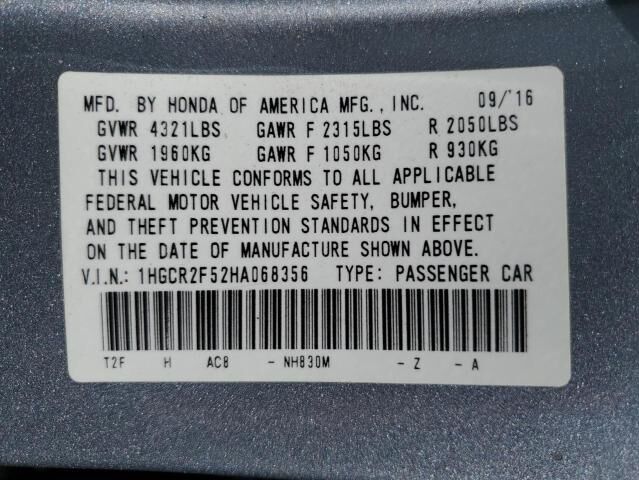 MFD. BY HONDA OF AMERICA MFG., INC. 09/'16
GVWR 4321LBS GAWR F 2315LBS R 2050LBS
GVWR 1960KG GAWR F 1050KG R 930KG
THIS VEHICLE CONFORMS TO ALL APPLICABLE
FEDERAL MOTOR VEHICLE SAFETY, BUMPER,
AND THEFT PREVENTION STANDARDS IN EFFECT
ON THE DATE OF MANUFACTURE SHOWN ABOVE.
V.I.N.: 1HGCR2F52HA068356 TYPE: PASSENGER CAR
T2F H AC8 - NH830M - Z - A